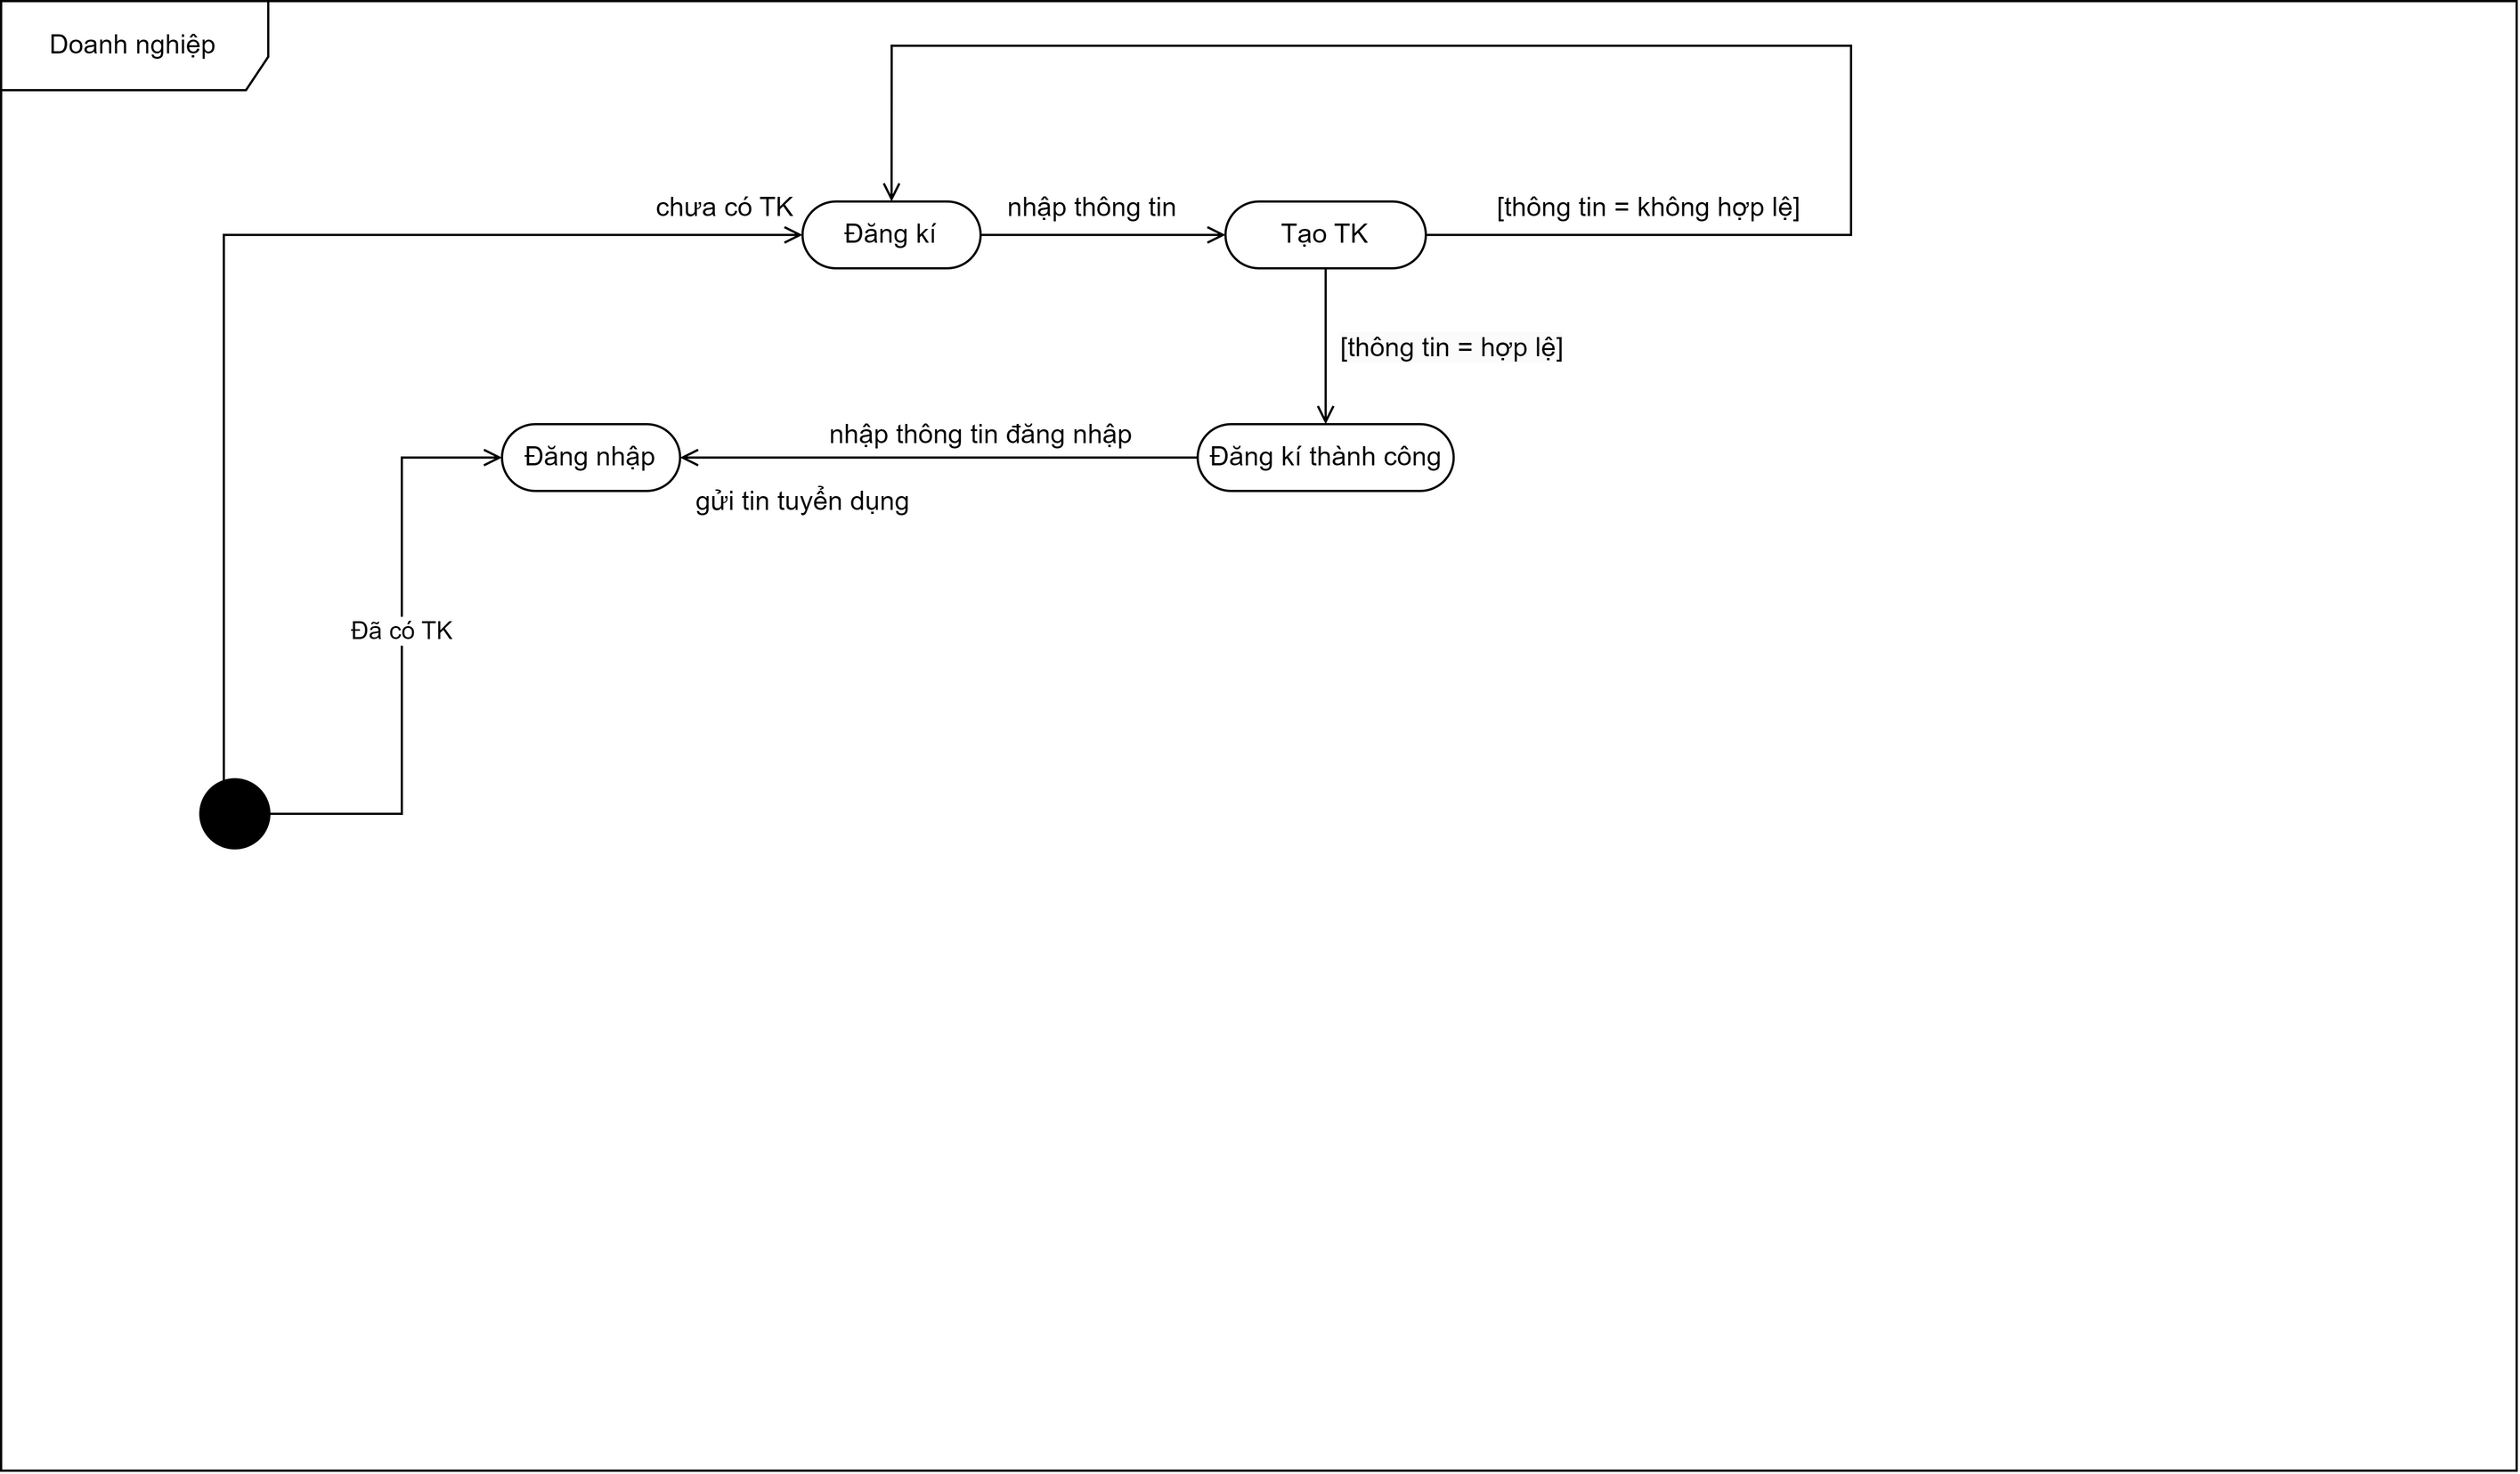 Doanh nghiệp
chưa có TK
Đăng kí
nhập thông tin
Tạo TK
[thông tin = không hợp lệ]
[thông tin = hợp lệ]
Đăng nhập
nhập thông tin đăng nhập
Đăng kí thành công
gửi tin tuyển dụng
Đã có TK